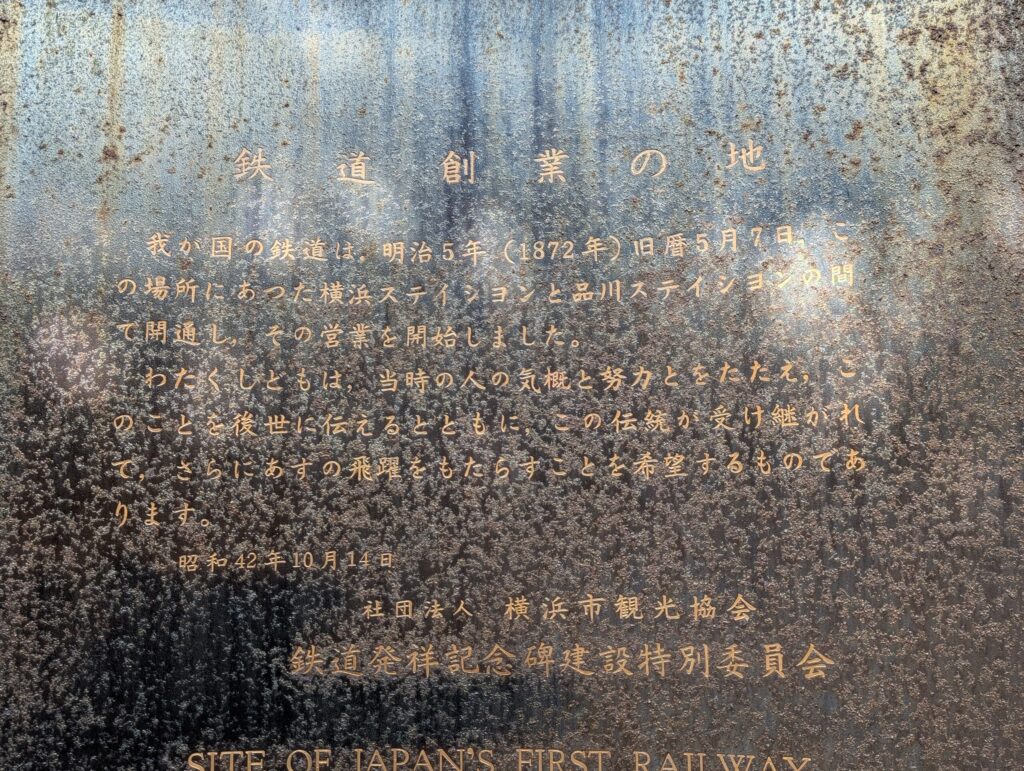 鉄道創業の地
我が国の鉄道は，明治5年（1872年）旧暦5月7日，こ
の場所にあつた横浜ステイシヨンと品川ステイシヨンの間
で開通し，その営業を開始しました。
わたくしどもは，当時の人の気概と努力とをたたえ，こ
のことを後世に伝えるとともに，この伝統が受け継がれ
て，さらにあすの飛躍をもたらすことを希望するものであ
ります。
昭和42年10月14日
社団法人 横浜市観光協会
鉄道発祥記念碑建設特別委員会
SITE OF JAPAN'S FIRST RAILWAY